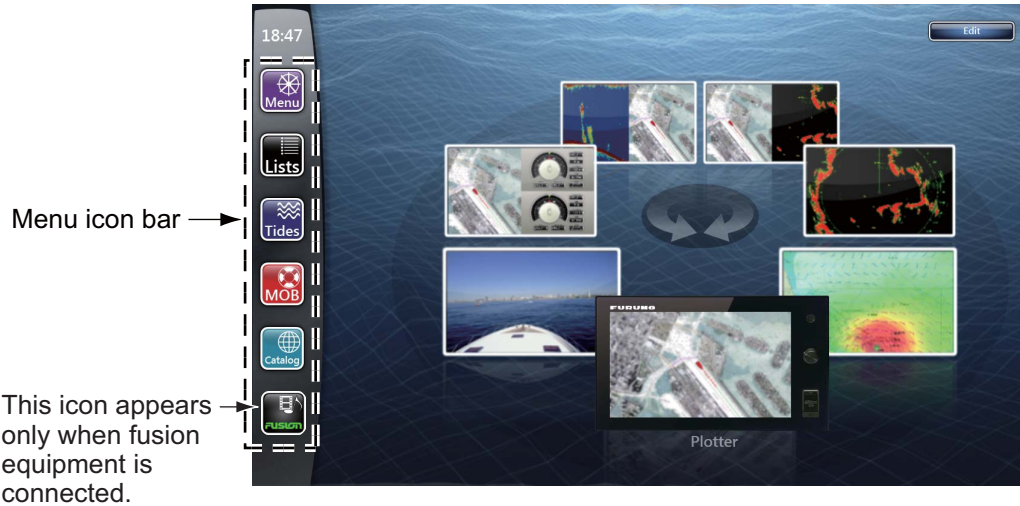 18:47
Edit
Menu
Lists
Menu icon bar
Tides
MOB
Catalog
This icon appears
only when fusion
equipment is
connected.
FUSION
FURUNO
Plotter